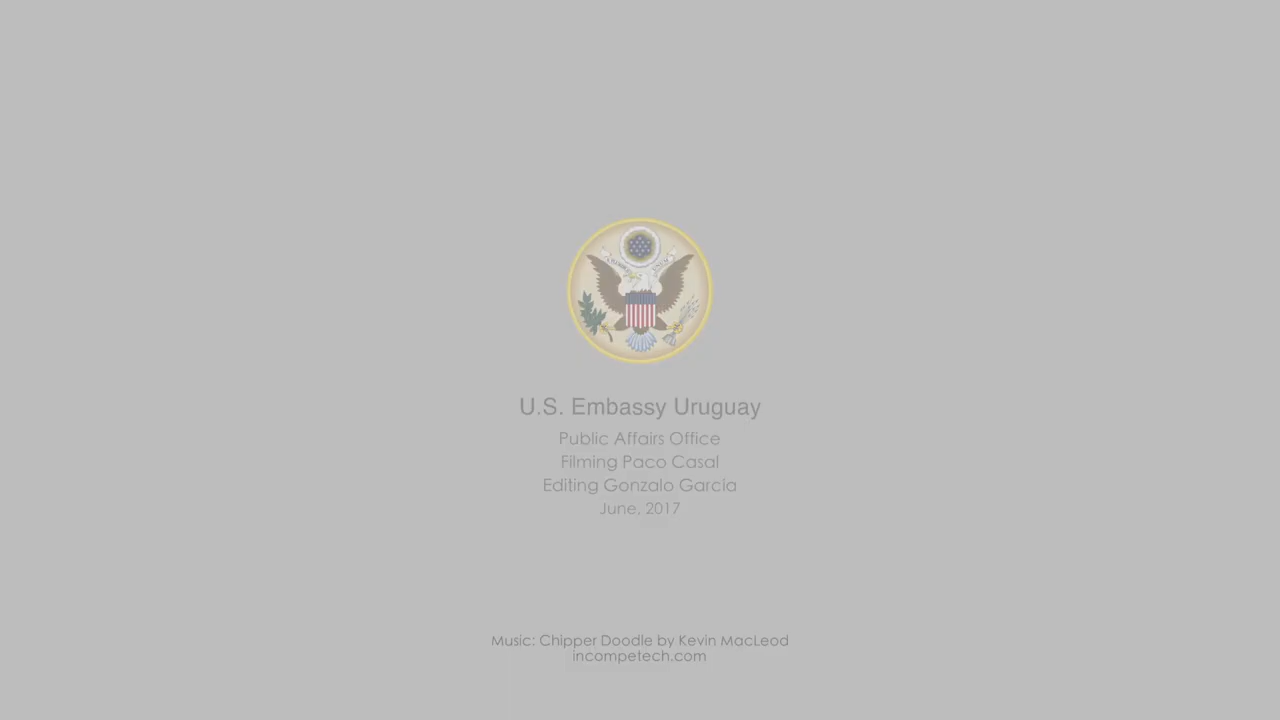 U.S. Embassy Uruguay
Public Affairs Office
Filming Paco Casal
Editing Gonzalo García
June, 2017
Music: Chipper Doodle by Kevin MacLeod
incompetech.com